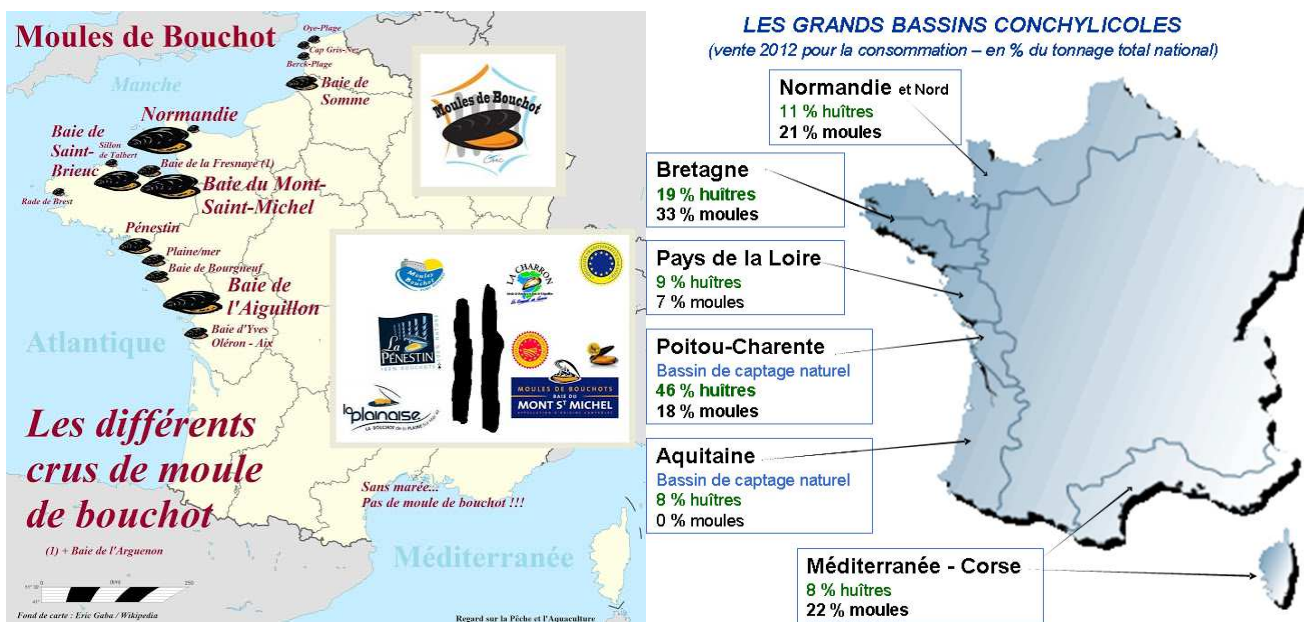 Moules de Bouchot
Oye-Plage
Cap Gris-Nez
Berck-Plage
Baie de
Somme
Manche
Normandie
Baie de
Saint-
Brieuc
Sillon
de Talbert
Baie de la Fresnaye (1)
Baie du Mont-
Saint-Michel
Rade de Brest
Pénestin
Plaine/mer
Baie de Bourgneuf
Baie de
l'Aiguillon
Baie d'Yves
Oléron - Aix
Atlantique
Les différents
crus de moule
de bouchot
(1) + Baie de l'Arguenon
Sans marée...
Pas de moule de bouchot !!!
Méditerranée
0 (km) 250
Fond de carte : Eric Gaba / Wikipedia
Regard sur la Pêche et l'Aquaculture
Moules de Bouchot
Moules
Bouchot
LA CHARRON
La
PÉNESTIN
100% BOUCHOTS
la plainaise
MOULES DE BOUCHOTS
BAIE DU
MONT ST MICHEL
LES GRANDS BASSINS CONCHYLICOLES
(vente 2012 pour la consommation – en % du tonnage total national)
Normandie et Nord
11 % huîtres
21 % moules
Bretagne
19 % huîtres
33 % moules
Pays de la Loire
9 % huîtres
7 % moules
Poitou-Charente
Bassin de captage naturel
46 % huîtres
18 % moules
Aquitaine
Bassin de captage naturel
8 % huîtres
0 % moules
Méditerranée - Corse
8 % huîtres
22 % moules